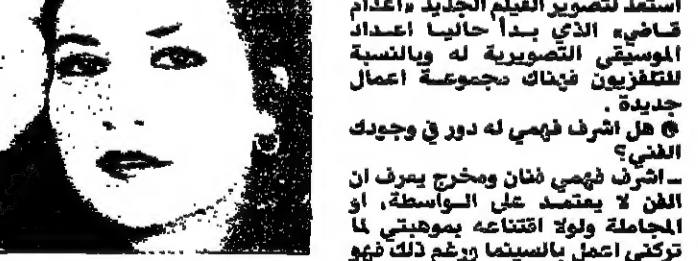 استعد لتصوير الفيلم الجديد «اعدام
قاضي» الذي بدأ حاليا اعداد
الموسيقى التصويرية له وبالنسبة
للتلفزيون فهناك مجموعة اعمال
جديدة .
● هل اشرف فهمي له دور في وجودك
الفني؟
ــ اشرف فهمي فنان ومخرج يعرف ان
الفن لا يعتمد على الواسطة، او
المجاملة ولولا اقتناعه بموهبتي لما
تركني اعمل بالسينما ورغم ذلك فهو